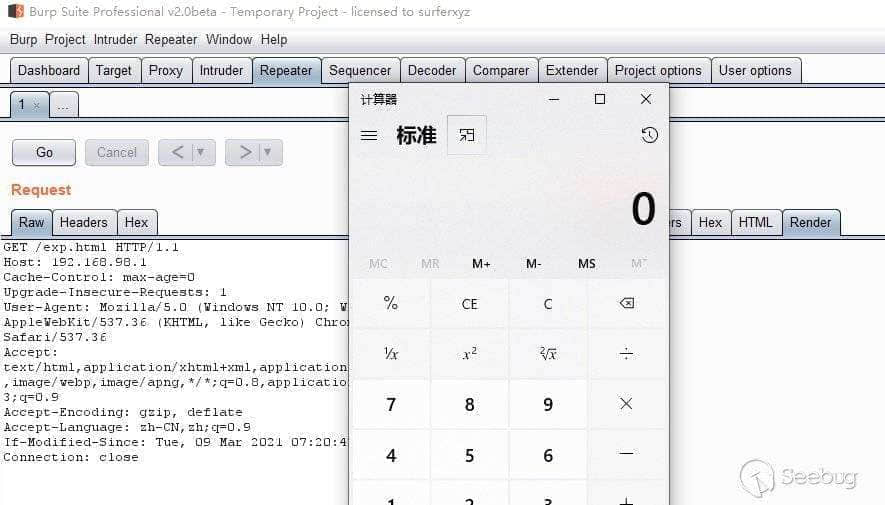 Burp Suite Professional v2.0beta - Temporary Project - licensed to surferxyz
Burp Project Intruder Repeater Window Help
Dashboard Target Proxy Intruder Repeater Sequencer Decoder Comparer Extender Project options User options
1 × ...
Go Cancel < ▼ > ▼
Request
Raw Headers Hex
GET /exp.html HTTP/1.1
Host: 192.168.98.1
Cache-Control: max-age=0
Upgrade-Insecure-Requests: 1
User-Agent: Mozilla/5.0 (Windows NT 10.0;
AppleWebKit/537.36 (KHTML, like Gecko)
Safari/537.36
Accept:
text/html,application/xhtml+xml,application
,image/webp,image/apng,*/*;q=0.8,application
3;q=0.9
Accept-Encoding: gzip, deflate
Accept-Language: zh-CN,zh;q=0.9
If-Modified-Since: Tue, 09 Mar 2021 07:20:4
Connection: close
计算器
标准
0
MC MR M+ M- MS
% CE C
¹/x x² ²√x ÷
7 8 9 ×
4 5 6 −
1 2 3 +
Hex HTML Render
Seebug